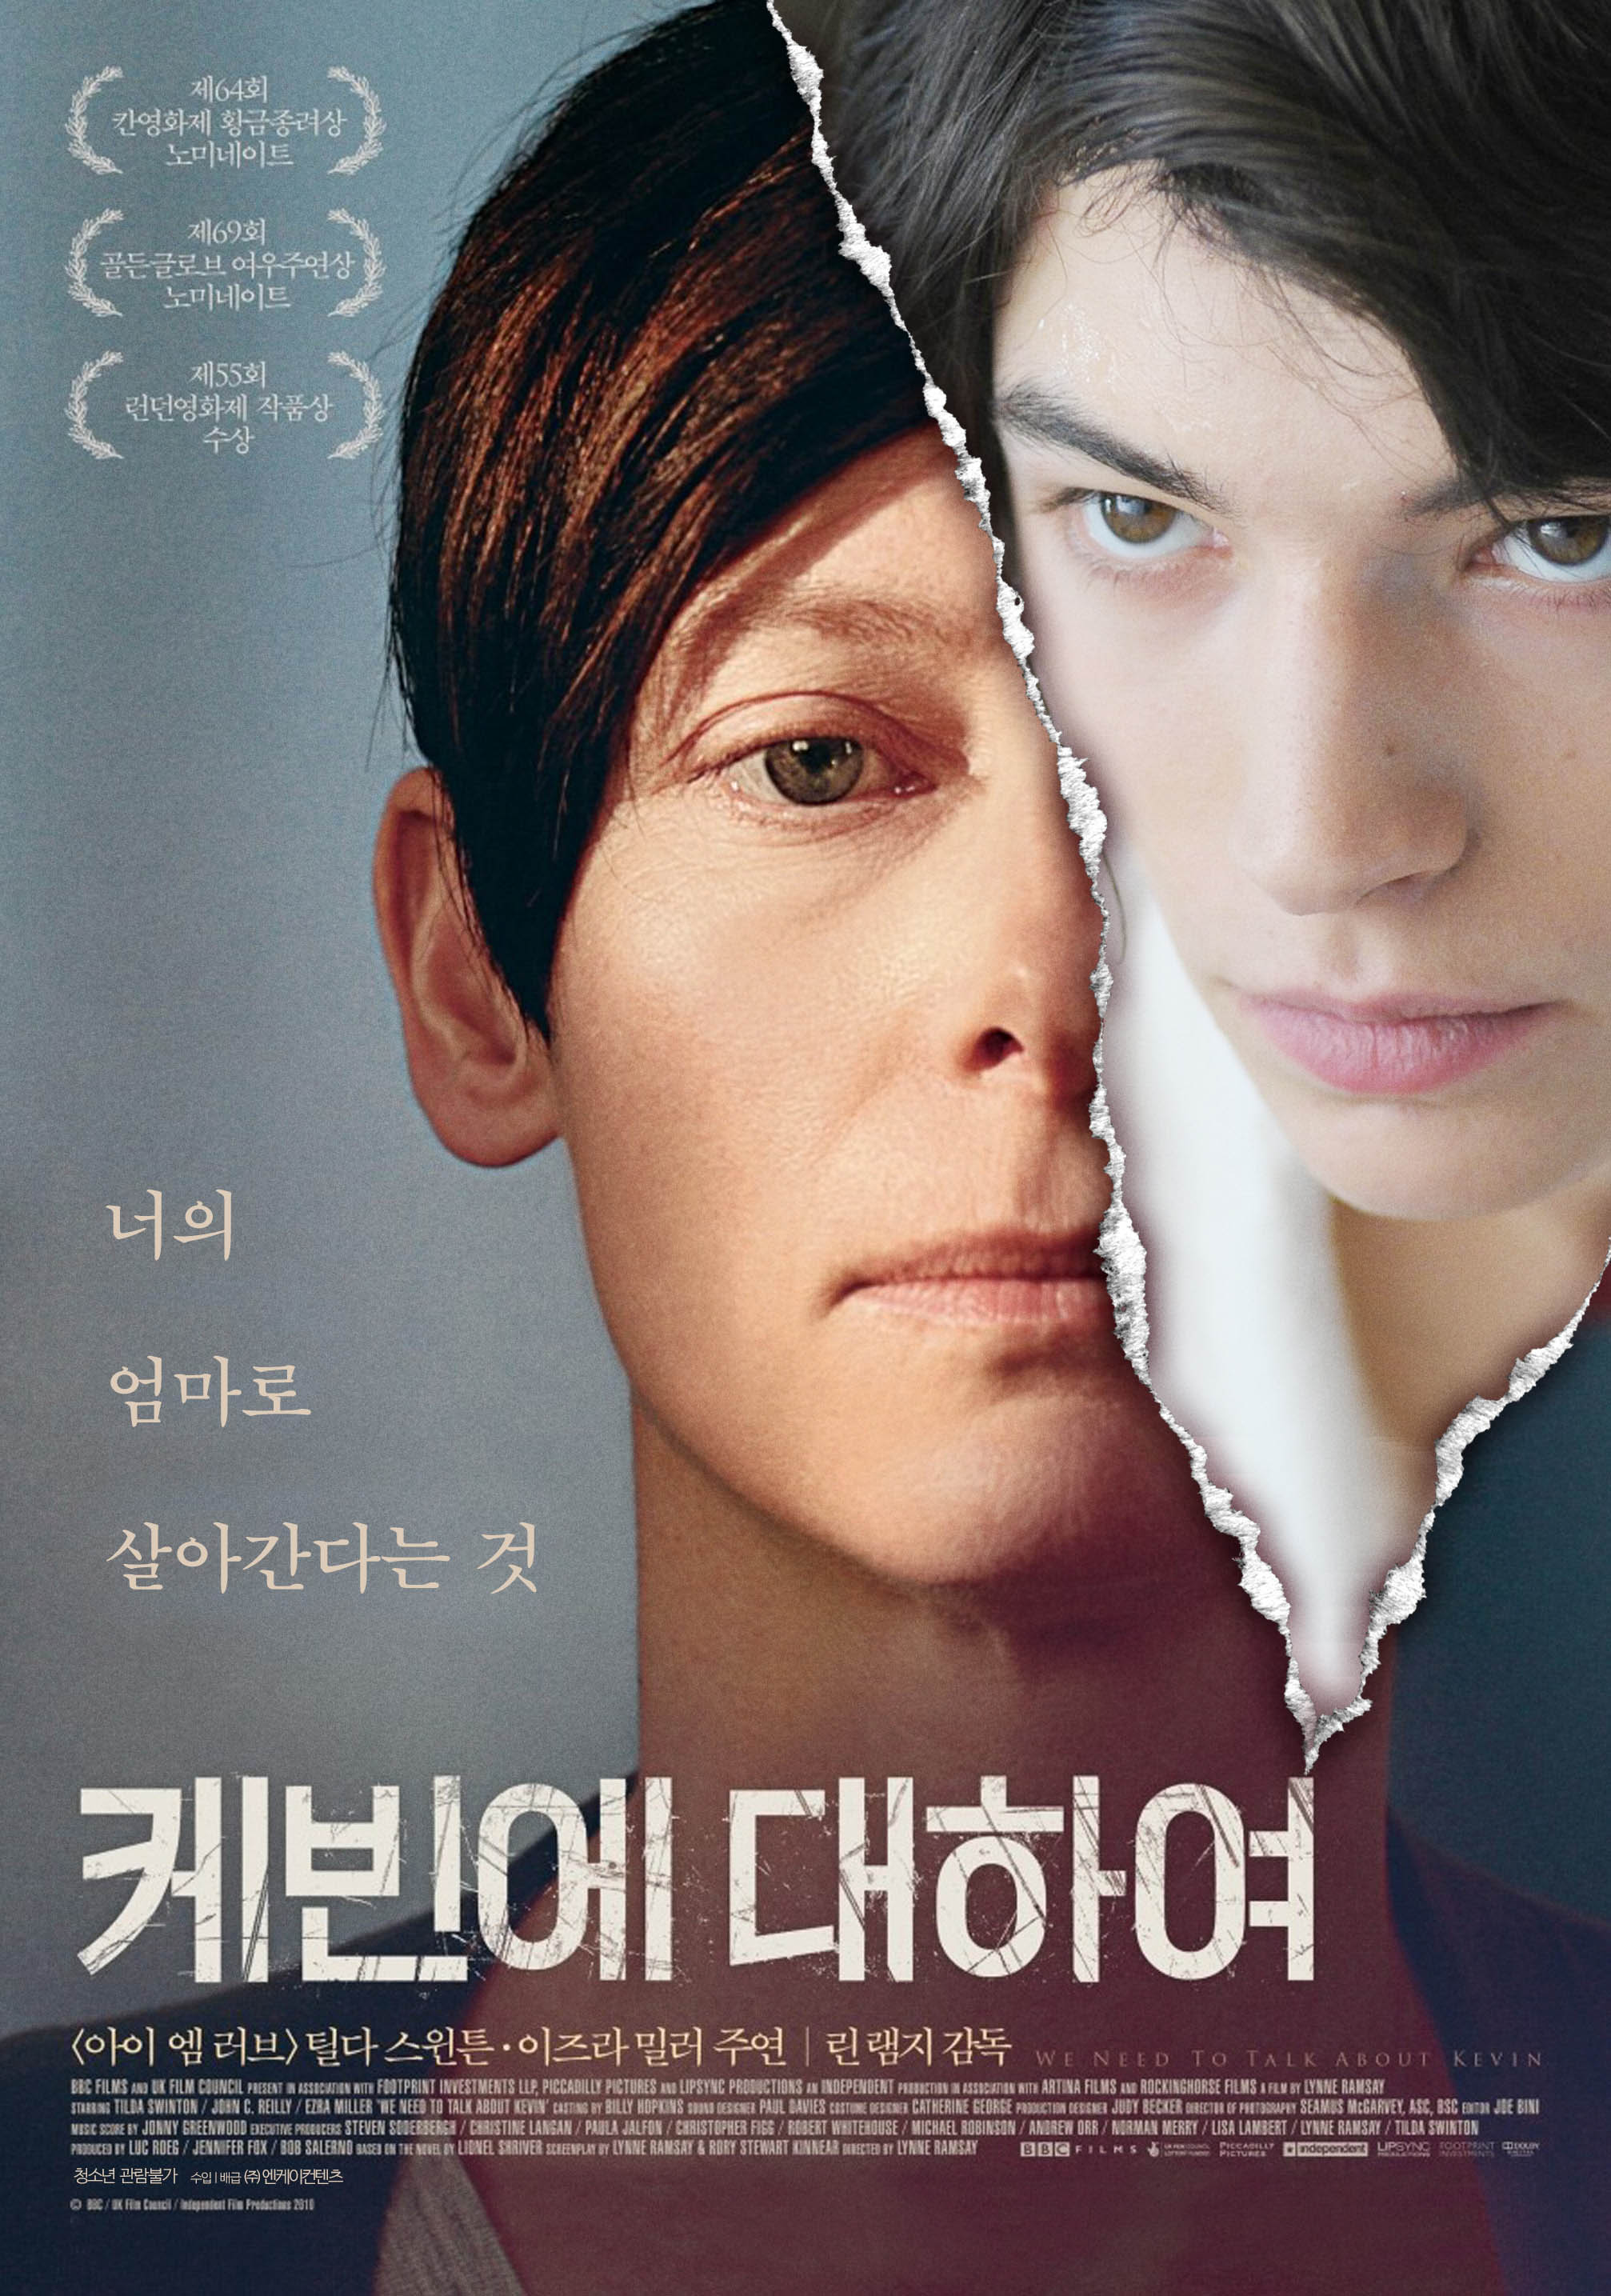 제64회
칸영화제 황금종려상
노미네이트
제69회
골든글로브 여우주연상
노미네이트
제55회
런던영화제 작품상
수상
너의
엄마로
살아간다는 것
케빈에 대하여
〈아이 엠 러브〉 틸다 스윈튼·이즈라 밀러 주연 | 린 램지 감독 WE NEED TO TALK ABOUT KEVIN
BBC FILMS AND UK FILM COUNCIL PRESENT IN ASSOCIATION WITH FOOTPRINT INVESTMENTS LLP, PICCADILLY PICTURES AND LIPSYNC PRODUCTIONS AN INDEPENDENT PRODUCTION IN ASSOCIATION WITH ARTINA FILMS AND ROCKINGHORSE FILMS A FILM BY LYNNE RAMSAY
STARRING TILDA SWINTON / JOHN C. REILLY / EZRA MILLER 'WE NEED TO TALK ABOUT KEVIN' CASTING BY BILLY HOPKINS SOUND DESIGNER PAUL DAVIES COSTUME DESIGNER CATHERINE GEORGE PRODUCTION DESIGNER JUDY BECKER DIRECTOR OF PHOTOGRAPHY SEAMUS McGARVEY, ASC, BSC EDITOR JOE BINI
MUSIC SCORE BY JONNY GREENWOOD EXECUTIVE PRODUCERS STEVEN SODERBERGH / CHRISTINE LANGAN / PAULA JALFON / CHRISTOPHER FIGG / ROBERT WHITEHOUSE / MICHAEL ROBINSON / ANDREW ORR / NORMAN MERRY / LISA LAMBERT / LYNNE RAMSAY / TILDA SWINTON
PRODUCED BY LUC ROEG / JENNIFER FOX / BOB SALERNO BASED ON THE NOVEL BY LIONEL SHRIVER SCREENPLAY BY LYNNE RAMSAY & RORY STEWART KINNEAR DIRECTED BY LYNNE RAMSAY BBC FILMS PICCADILLY PICTURES independent LIPSYNC PRODUCTIONS FOOTPRINT INVESTMENTS DOLBY
청소년 관람불가 수입 | 배급 ㈜엔케이컨텐츠
© BBC / UK Film Council / Independent Film Productions 2010